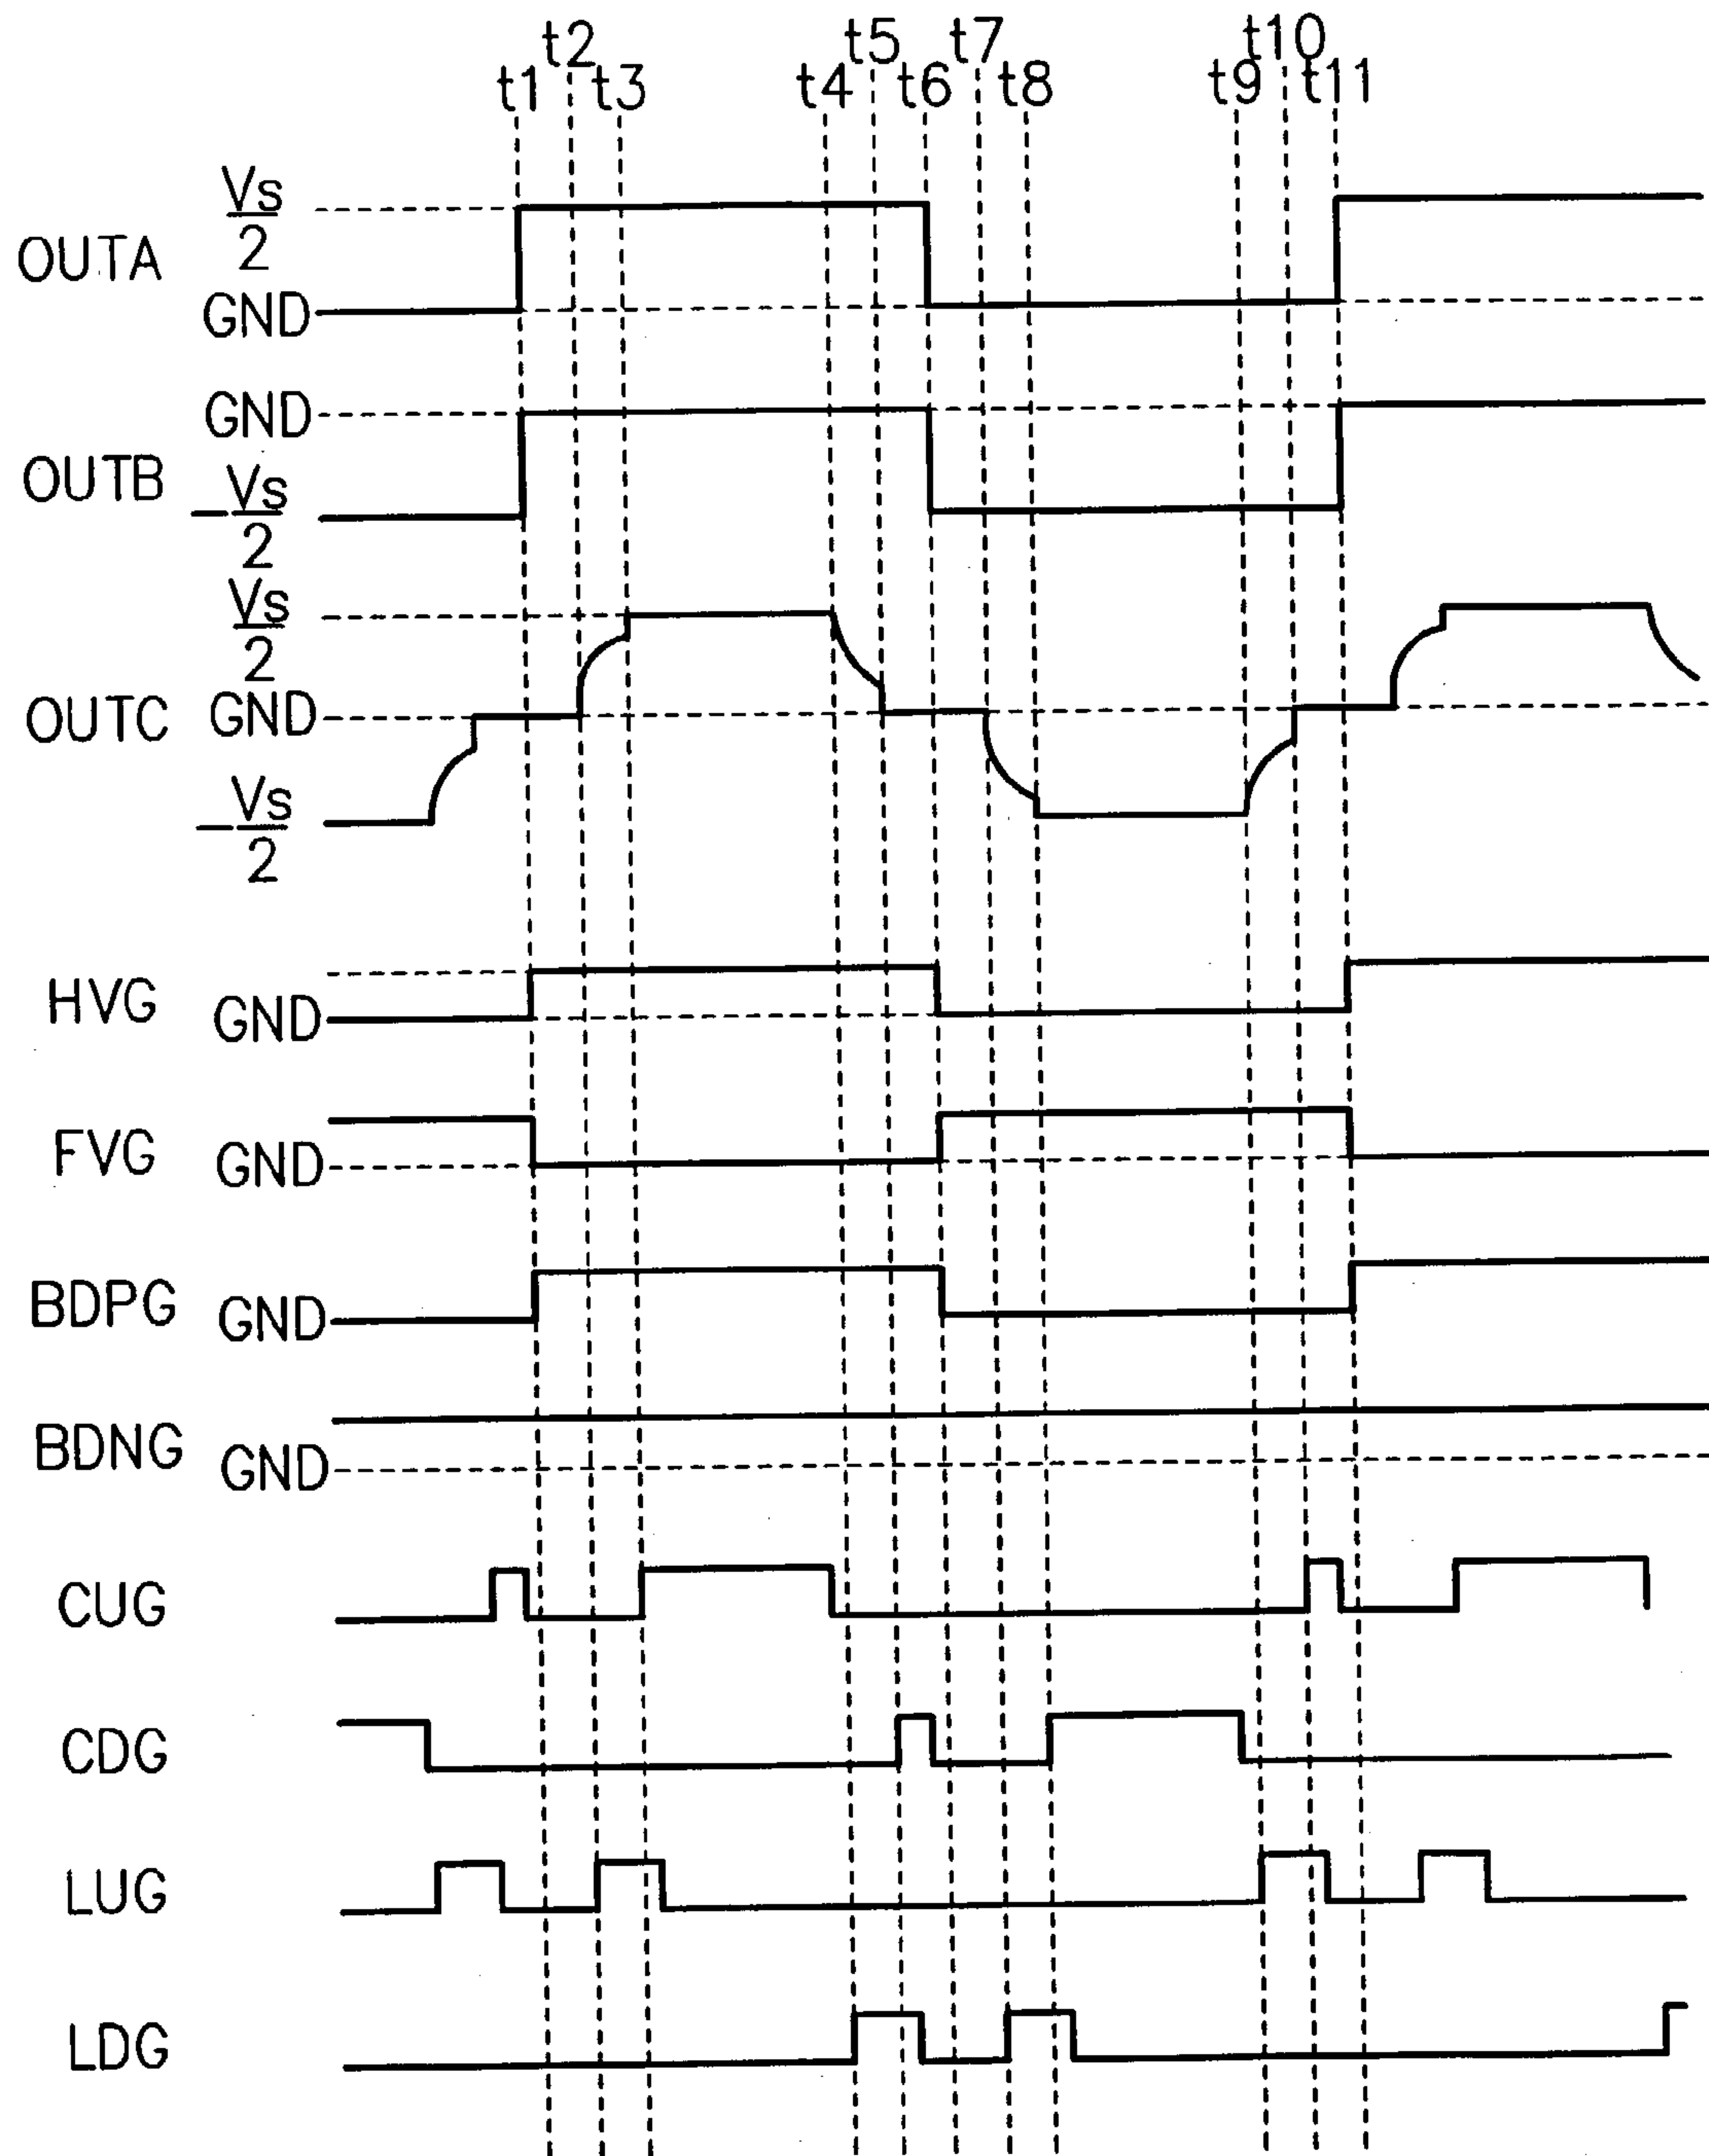 t1 t2 t3 t4 t5 t6 t7 t8 t9 t10 t11
OUTA
Vs
2
GND
OUTB
GND
-Vs
2
OUTC
Vs
2
GND
-Vs
2
HVG GND
FVG GND
BDPG GND
BDNG GND
CUG
CDG
LUG
LDG